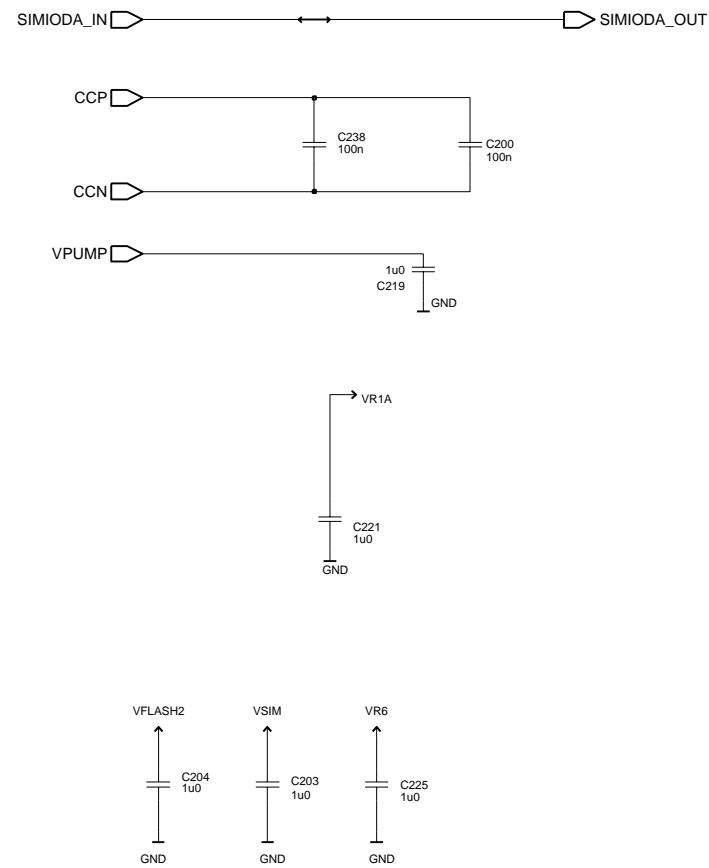 SIMIODA_IN
SIMIODA_OUT
CCP
C238
100n
C200
100n
CCN
VPUMP
1u0
C219
GND
VR1A
C221
1u0
GND
VFLASH2
VSIM
VR6
C204
1u0
C203
1u0
C225
1u0
GND
GND
GND